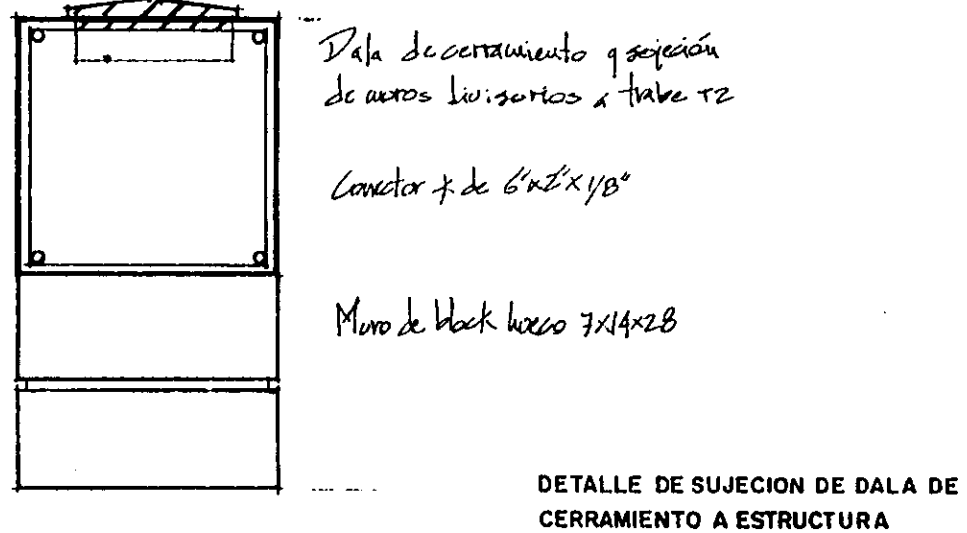 Dala de cerramiento y sejeción
de muros divisorios a trabe T2
Conector de 6"x2"x1/8"
Muro de block hueco 7x14x28
DETALLE DE SUJECION DE DALA DE
CERRAMIENTO A ESTRUCTURA